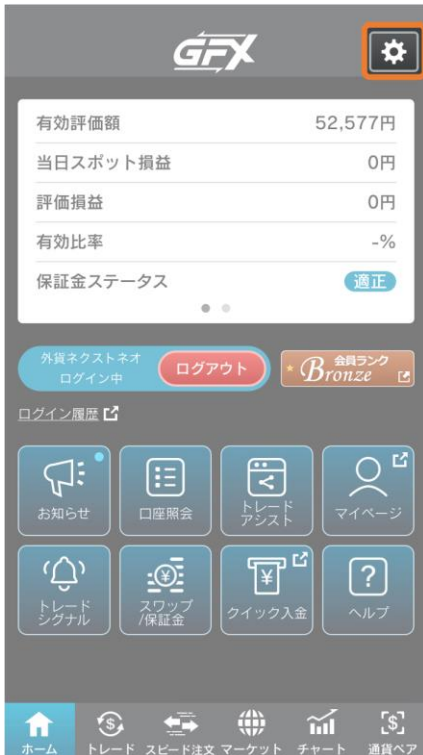 GFX
有効評価額 52,577円
当日スポット損益 0円
評価損益 0円
有効比率 -%
保証金ステータス 適正
外貨ネクストネオ
ログイン中
ログアウト
会員ランク
Bronze
ログイン履歴
お知らせ
口座照会
トレード
アシスト
マイページ
トレード
シグナル
スワップ
/保証金
クイック入金
ヘルプ
ホーム トレード スピード注文 マーケット チャート 通貨ペア